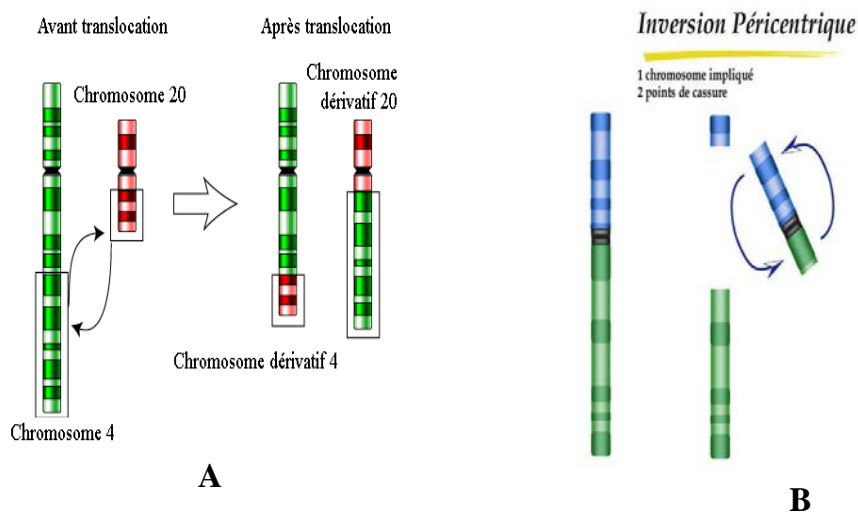 Avant translocation
Après translocation
Chromosome 20
Chromosome
dérivatif 20
Chromosome dérivatif 4
Chromosome 4
A
Inversion Péricentrique
1 chromosome impliqué
2 points de cassure
B